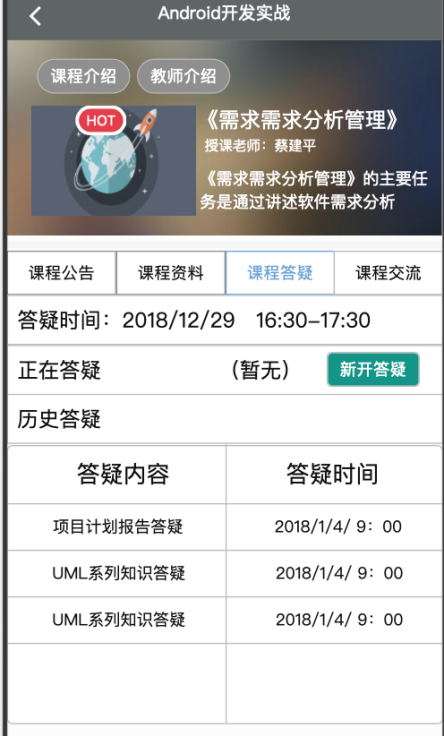 Android开发实战
课程介绍 教师介绍
HOT
《需求需求分析管理》
授课老师：蔡建平
《需求需求分析管理》的主要任
务是通过讲述软件需求分析
课程公告 课程资料 课程答疑 课程交流
答疑时间：2018/12/29 16:30-17:30
正在答疑 （暂无） 新开答疑
历史答疑
答疑内容 答疑时间
项目计划报告答疑 2018/1/4/ 9：00
UML系列知识答疑 2018/1/4/ 9：00
UML系列知识答疑 2018/1/4/ 9：00